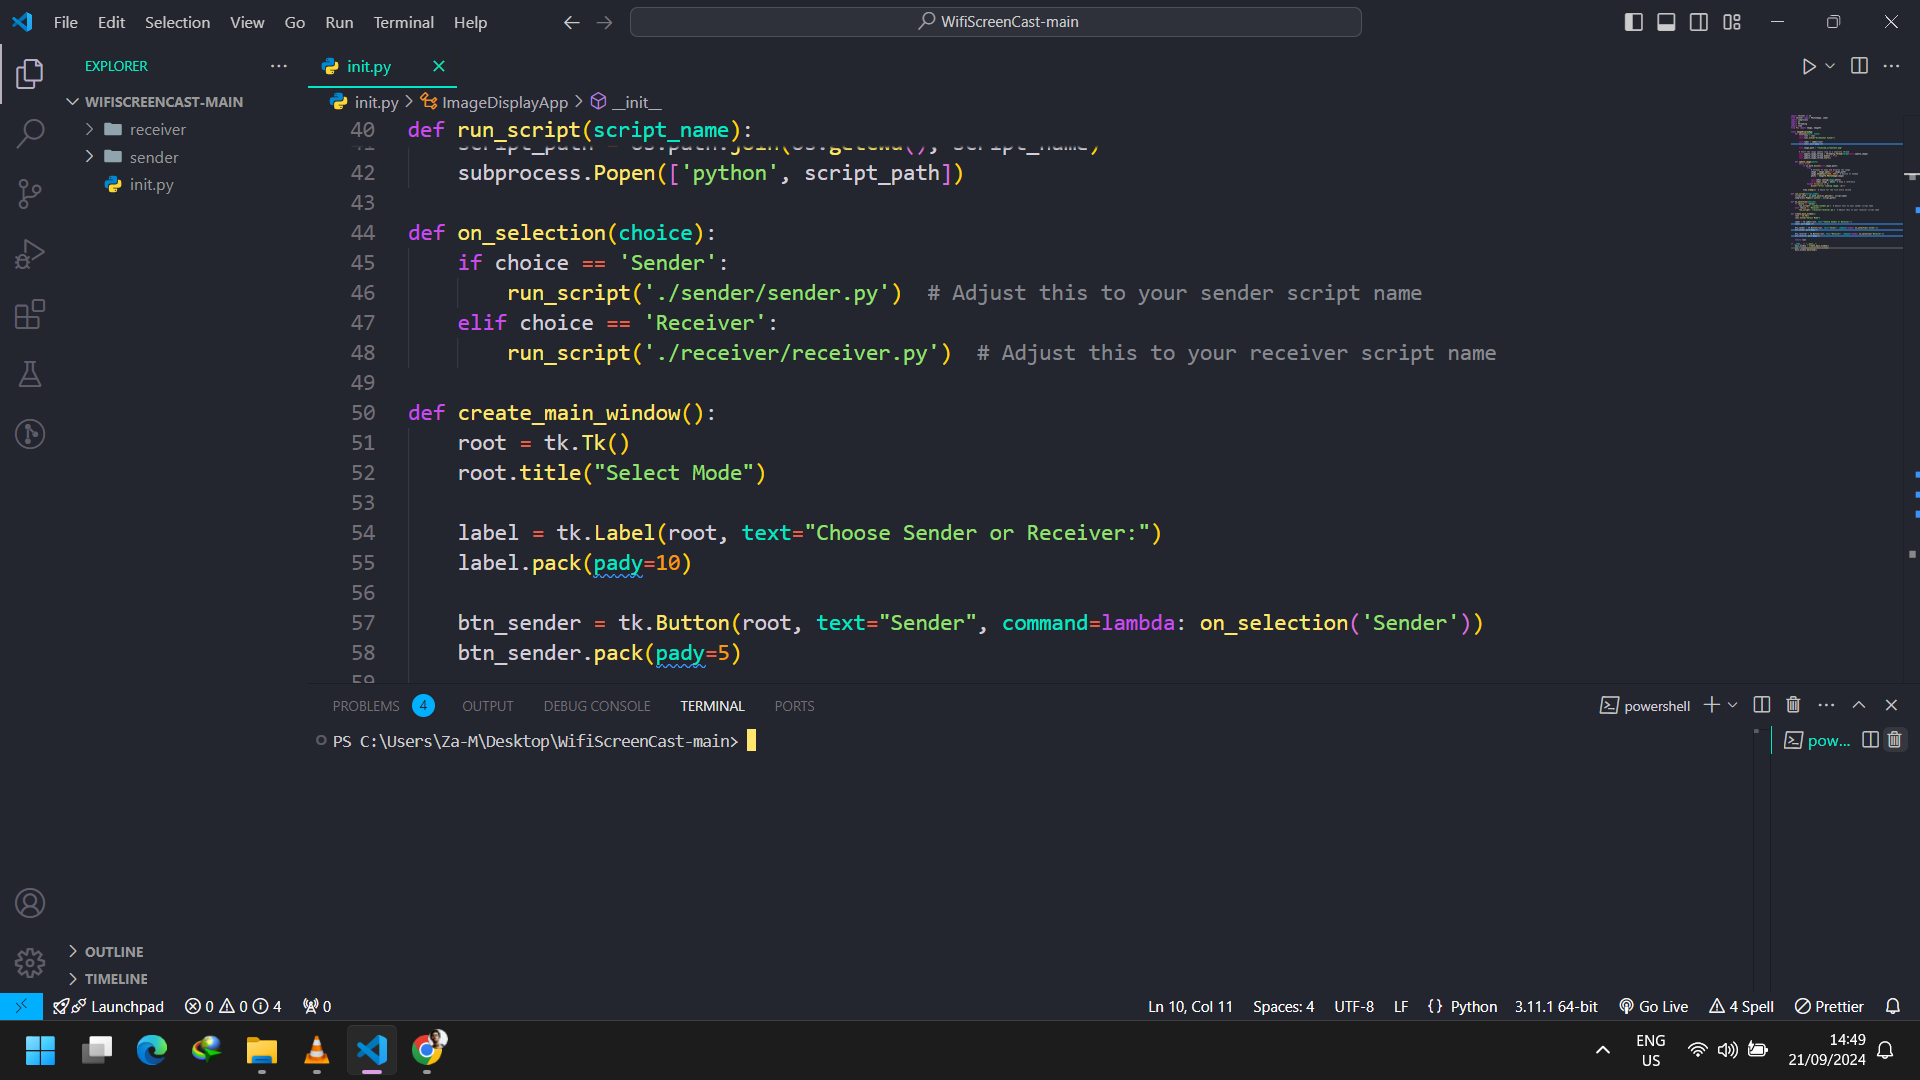 File Edit Selection View Go Run Terminal Help
WifiScreenCast-main
EXPLORER
WIFISCREENCAST-MAIN
receiver
sender
init.py
init.py
init.py > ImageDisplayApp > __init__
40 def run_script(script_name):
41 script_path = os.path.join(os.getcwd(), script_name)
42 subprocess.Popen(['python', script_path])
43
44 def on_selection(choice):
45 if choice == 'Sender':
46 run_script('./sender/sender.py')  # Adjust this to your sender script name
47 elif choice == 'Receiver':
48 run_script('./receiver/receiver.py')  # Adjust this to your receiver script name
49
50 def create_main_window():
51 root = tk.Tk()
52 root.title("Select Mode")
53
54 label = tk.Label(root, text="Choose Sender or Receiver:")
55 label.pack(pady=10)
56
57 btn_sender = tk.Button(root, text="Sender", command=lambda: on_selection('Sender'))
58 btn_sender.pack(pady=5)
59
PROBLEMS 4 OUTPUT DEBUG CONSOLE TERMINAL PORTS
powershell
PS C:\Users\Za-M\Desktop\WifiScreenCast-main>
pow...
OUTLINE
TIMELINE
Launchpad 0 0 4 0
Ln 10, Col 11 Spaces: 4 UTF-8 LF {} Python 3.11.1 64-bit Go Live 4 Spell Prettier
ENG
US
14:49
21/09/2024